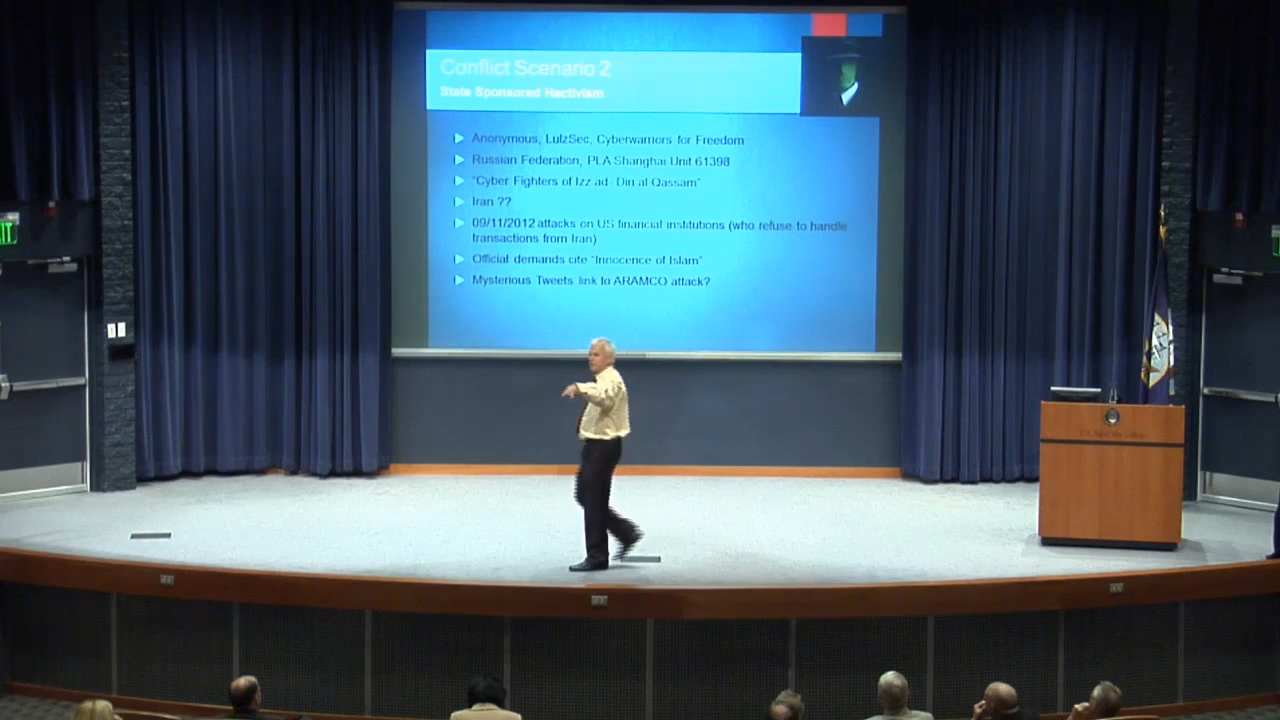 Conflict Scenario 2
State Sponsored Hactivism
Anonymous, LulzSec, Cyberwarriors for Freedom
Russian Federation, PLA Shanghai Unit 61398
"Cyber Fighters of Izz ad- Din al Qassam"
Iran ??
09/11/2012 attacks on US financial institutions (who refuse to handle
transactions from Iran)
Official demands cite "Innocence of Islam"
Mysterious Tweets link to ARAMCO attack?